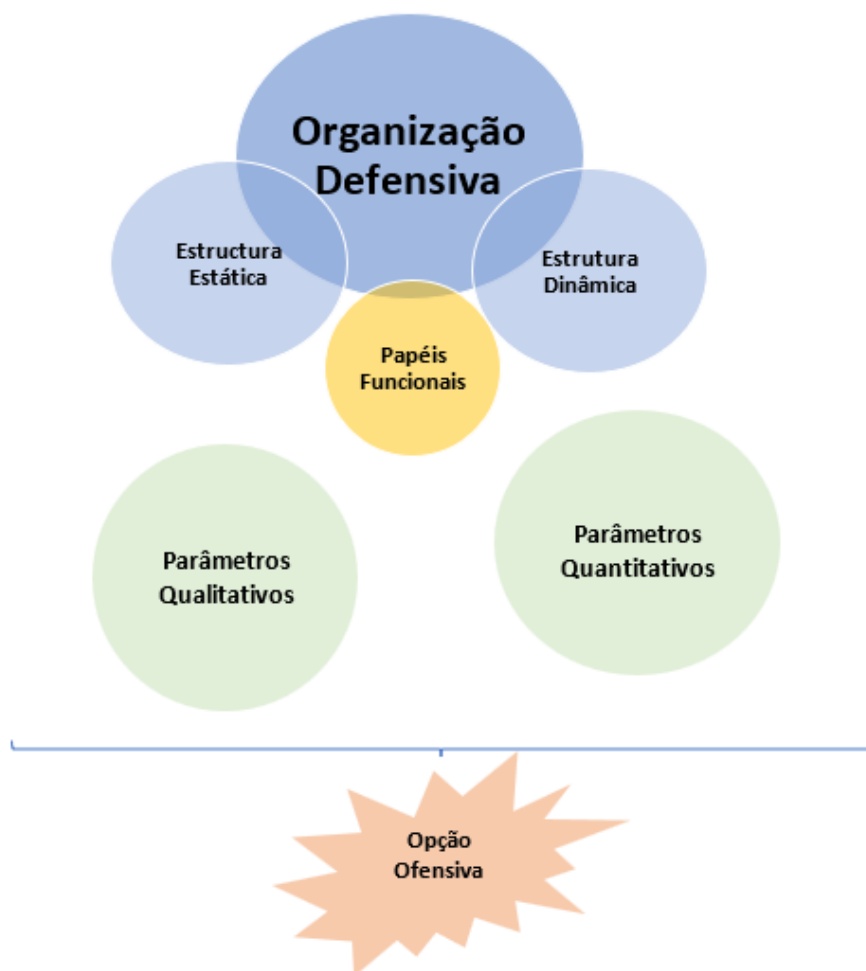 Organização
Defensiva
Estructura
Estática
Estrutura
Dinâmica
Papéis
Funcionais
Parâmetros
Qualitativos
Parâmetros
Quantitativos
Opção
Ofensiva